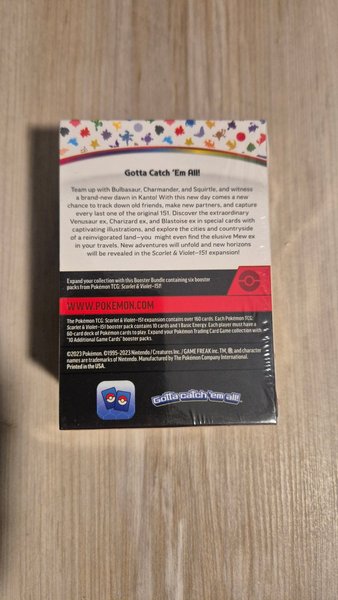 Gotta Catch 'Em All!
Team up with Bulbasaur, Charmander, and Squirtle, and witness
a brand-new dawn in Kanto! With this new day comes a new
chance to track down old friends, make new partners, and capture
every last one of the original 151. Discover the extraordinary
Venusaur ex, Charizard ex, and Blastoise ex in special cards with
captivating illustrations, and explore the cities and countryside
of a reinvigorated land—you might even find the elusive Mew ex
in your travels. New adventures will unfold and new horizons
will be revealed in the Scarlet & Violet—151 expansion!
Expand your collection with this Booster Bundle containing six booster
packs from Pokémon TCG: Scarlet & Violet—151!
WWW.POKEMON.COM
The Pokémon TCG: Scarlet & Violet—151 expansion contains over 160 cards. Each Pokémon TCG:
Scarlet & Violet—151 booster pack contains 10 cards and 1 Basic Energy. Each player must have a
60-card deck of Pokémon cards to play. Expand your Pokémon Trading Card Game collection with
"10 Additional Game Cards" booster packs.
©2023 Pokémon. ©1995–2023 Nintendo / Creatures Inc. / GAME FREAK inc. TM, ®, and character
names are trademarks of Nintendo. Manufactured by The Pokémon Company International.
Printed in the USA.
Gotta catch 'em all!